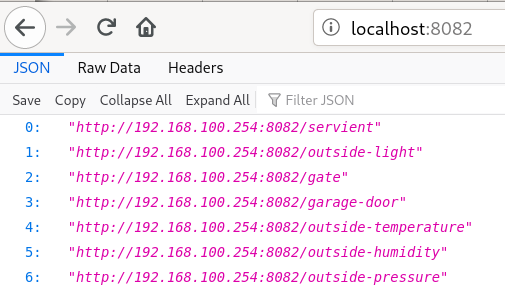 localhost:8082
JSON Raw Data Headers
Save Copy Collapse All Expand All Filter JSON
0: "http://192.168.100.254:8082/servient"
1: "http://192.168.100.254:8082/outside-light"
2: "http://192.168.100.254:8082/gate"
3: "http://192.168.100.254:8082/garage-door"
4: "http://192.168.100.254:8082/outside-temperature"
5: "http://192.168.100.254:8082/outside-humidity"
6: "http://192.168.100.254:8082/outside-pressure"